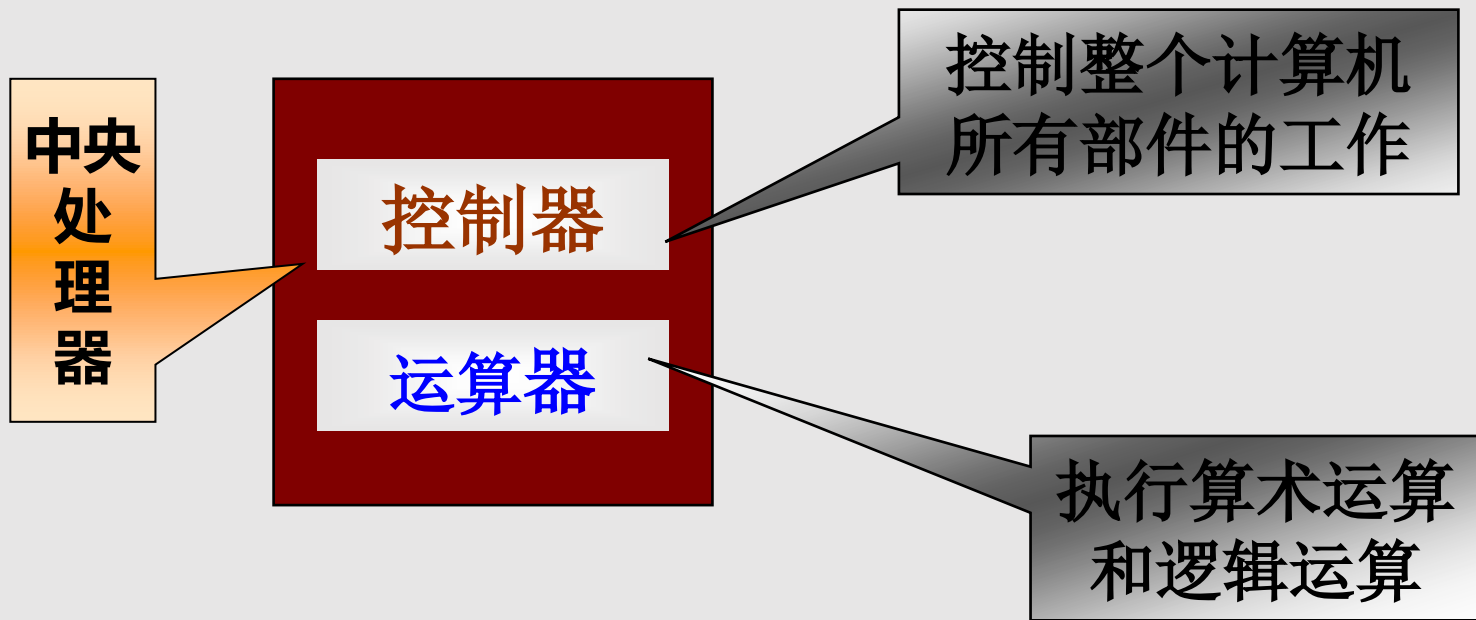 中央
处
理
器
控制器
运算器
控制整个计算机
所有部件的工作
执行算术运算
和逻辑运算